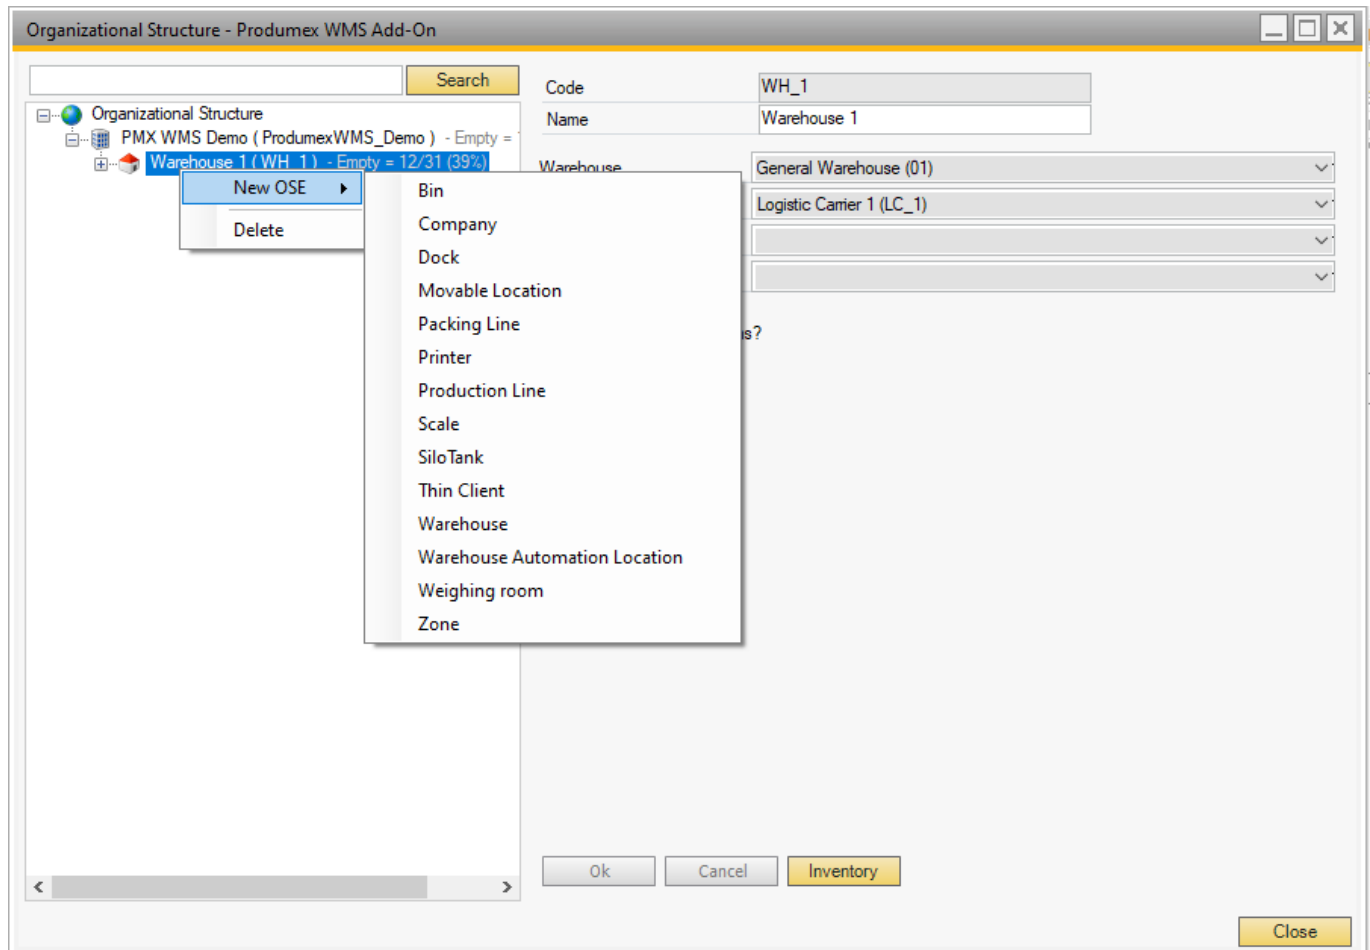 Organizational Structure - Produmex WMS Add-On
Search
Organizational Structure
PMX WMS Demo ( ProdumexWMS_Demo ) - Empty =
Warehouse 1 ( WH_1 ) - Empty = 12/31 (39%)
New OSE
Delete
Bin
Company
Dock
Movable Location
Packing Line
Printer
Production Line
Scale
SiloTank
Thin Client
Warehouse
Warehouse Automation Location
Weighing room
Zone
Code WH_1
Name Warehouse 1
Warehouse General Warehouse (01)
Logistic Carrier 1 (LC_1)
Ok Cancel Inventory
Close